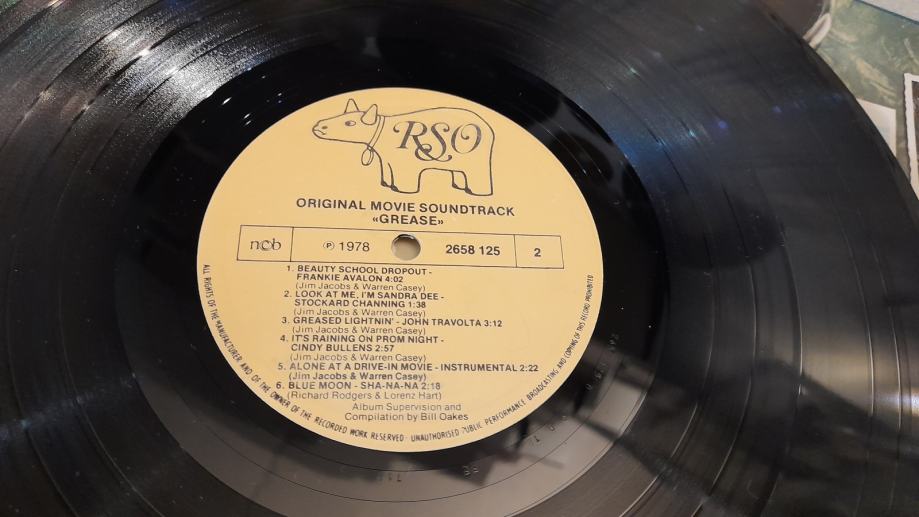 RSO
ORIGINAL MOVIE SOUNDTRACK
«GREASE»
ncb ℗ 1978 2658 125 2
1. BEAUTY SCHOOL DROPOUT -
FRANKIE AVALON 4:02
(Jim Jacobs & Warren Casey)
2. LOOK AT ME, I'M SANDRA DEE -
STOCKARD CHANNING 1:38
(Jim Jacobs & Warren Casey)
3. GREASED LIGHTNIN' - JOHN TRAVOLTA 3:12
(Jim Jacobs & Warren Casey)
4. IT'S RAINING ON PROM NIGHT -
CINDY BULLENS 2:57
(Jim Jacobs & Warren Casey)
5. ALONE AT A DRIVE-IN MOVIE - INSTRUMENTAL 2:22
(Jim Jacobs & Warren Casey)
6. BLUE MOON - SHA-NA-NA 2:18
(Richard Rodgers & Lorenz Hart)
Album Supervision and
Compilation by Bill Oakes
ALL RIGHTS OF THE MANUFACTURER AND OF THE OWNER OF THE RECORDED WORK RESERVED · UNAUTHORISED PUBLIC PERFORMANCE BROADCASTING AND COPYING OF THIS RECORD PROHIBITED